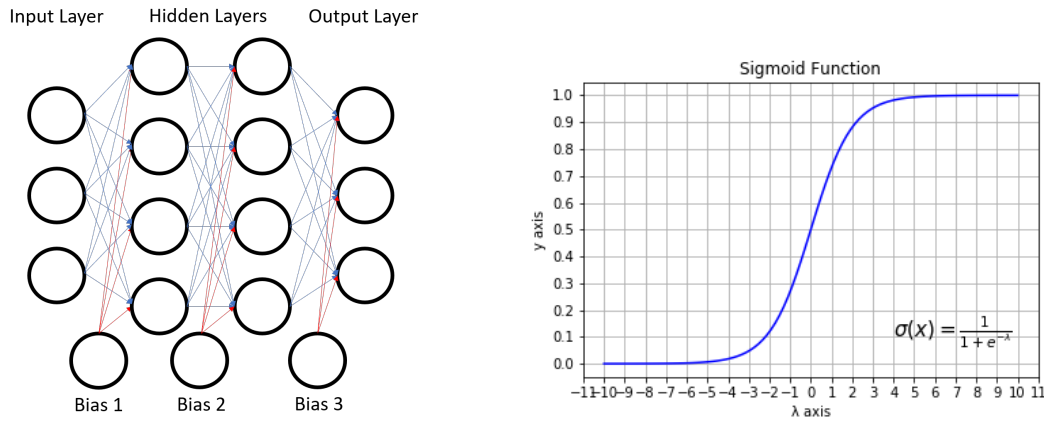 Input Layer
Hidden Layers
Output Layer
Bias 1
Bias 2
Bias 3
Sigmoid Function
y axis
1.0
0.9
0.8
0.7
0.6
0.5
0.4
0.3
0.2
0.1
0.0
σ(x) = 1 / 1 + e^−λ
−11 −10 −9 −8 −7 −6 −5 −4 −3 −2 −1 0 1 2 3 4 5 6 7 8 9 10 11
λ axis